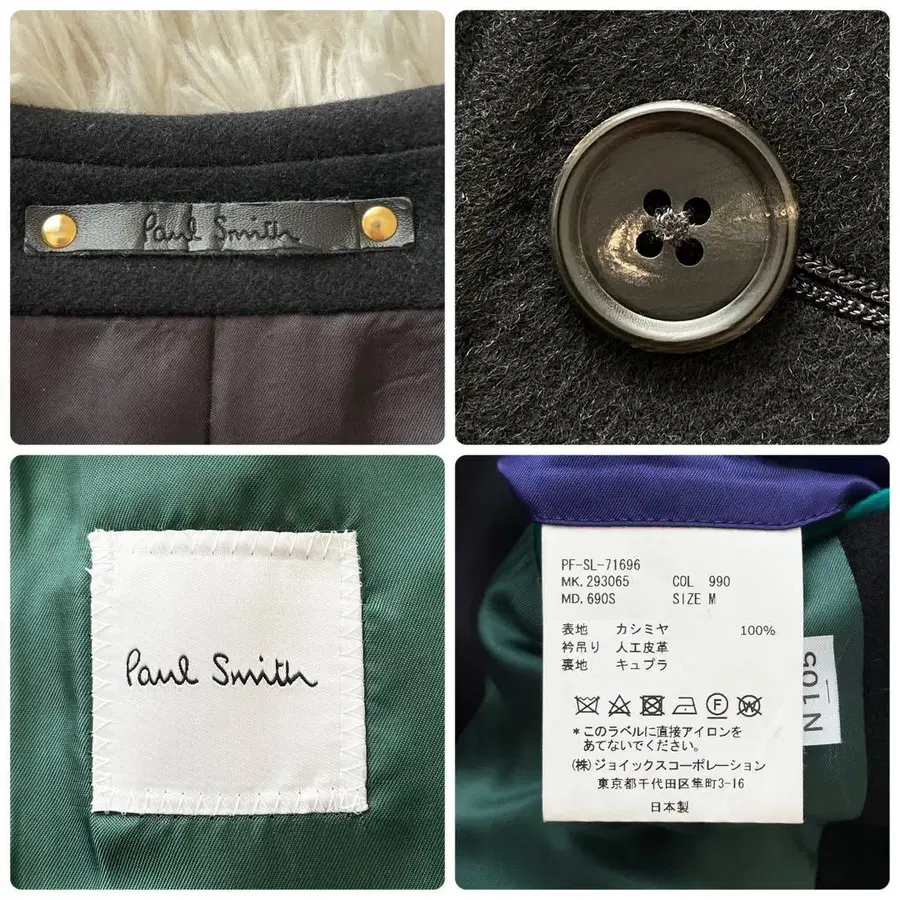 Paul Smith
Paul Smith
PF-SL-71696
MK. 293065 COL 990
MD. 690S SIZE M
表地 カシミヤ 100%
衿吊り 人工皮革
裏地 キュプラ
F W
*このラベルに直接アイロンを
あてないでください。
(株)ジョイックスコーポレーション
東京都千代田区隼町3-16
日本製
N 105